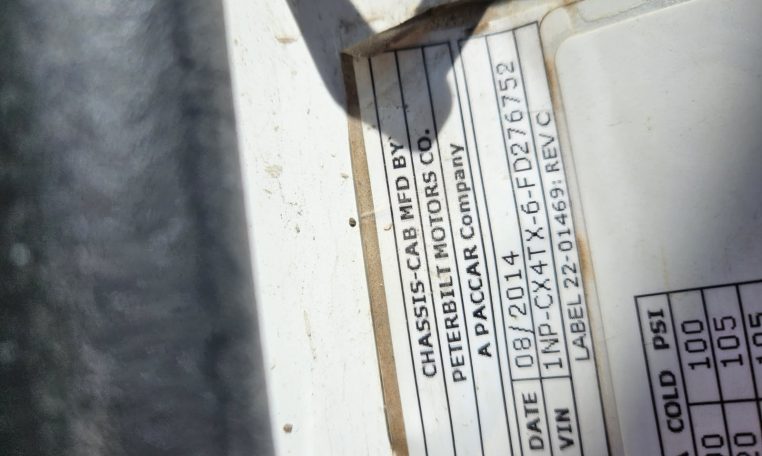 CHASSIS-CAB MFD BY
PETERBILT MOTORS CO.
A PACCAR Company
DATE 08/2014
VIN 1NP-CX4TX-6-FD276752
LABEL 22-01469: REV C
COLD PSI
100
105
105